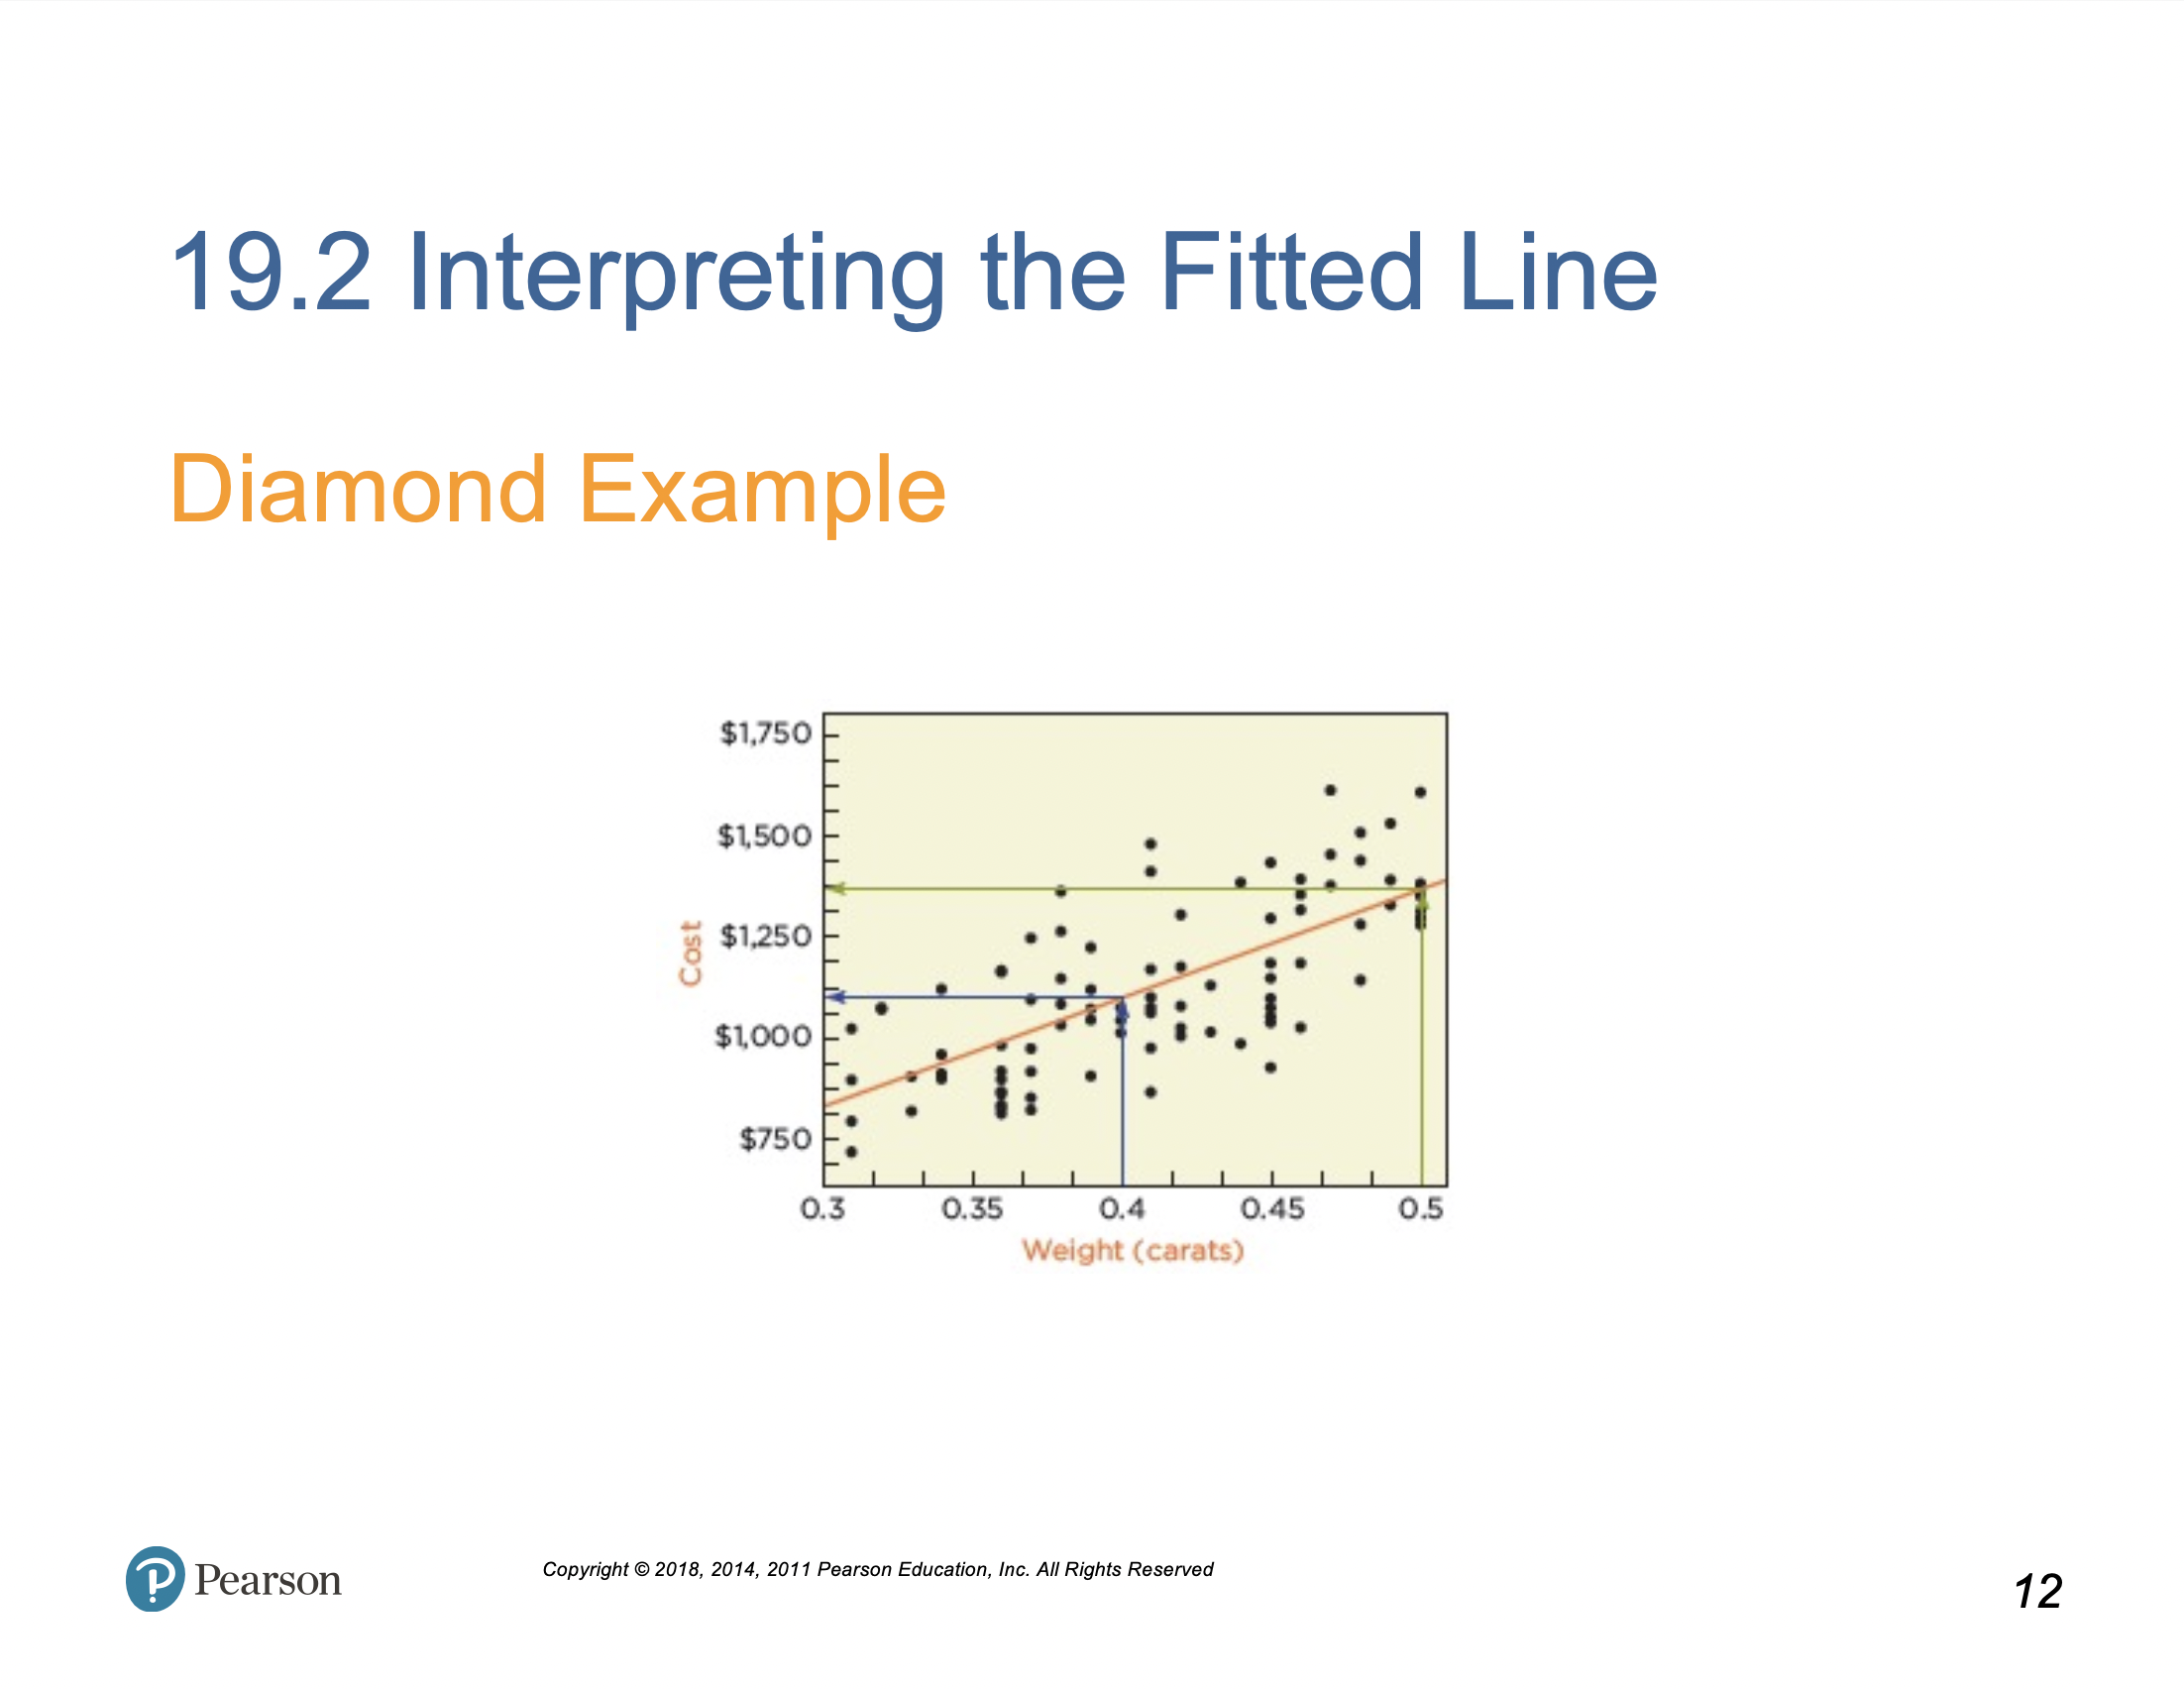 19.2 Interpreting the Fitted Line
Diamond Example
$1,750
$1,500
$1,250
$1,000
$750
Cost
0.3 0.35 0.4 0.45 0.5
Weight (carats)
Pearson
Copyright © 2018, 2014, 2011 Pearson Education, Inc. All Rights Reserved
12